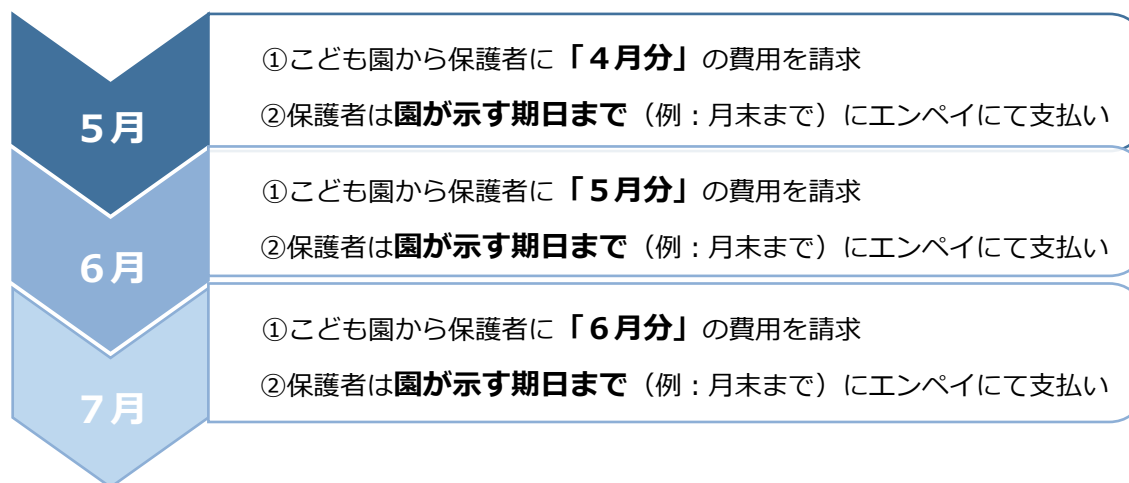 5月
①こども園から保護者に「４月分」の費用を請求
②保護者は園が示す期日まで（例：月末まで）にエンペイにて支払い
6月
①こども園から保護者に「５月分」の費用を請求
②保護者は園が示す期日まで（例：月末まで）にエンペイにて支払い
7月
①こども園から保護者に「６月分」の費用を請求
②保護者は園が示す期日まで（例：月末まで）にエンペイにて支払い